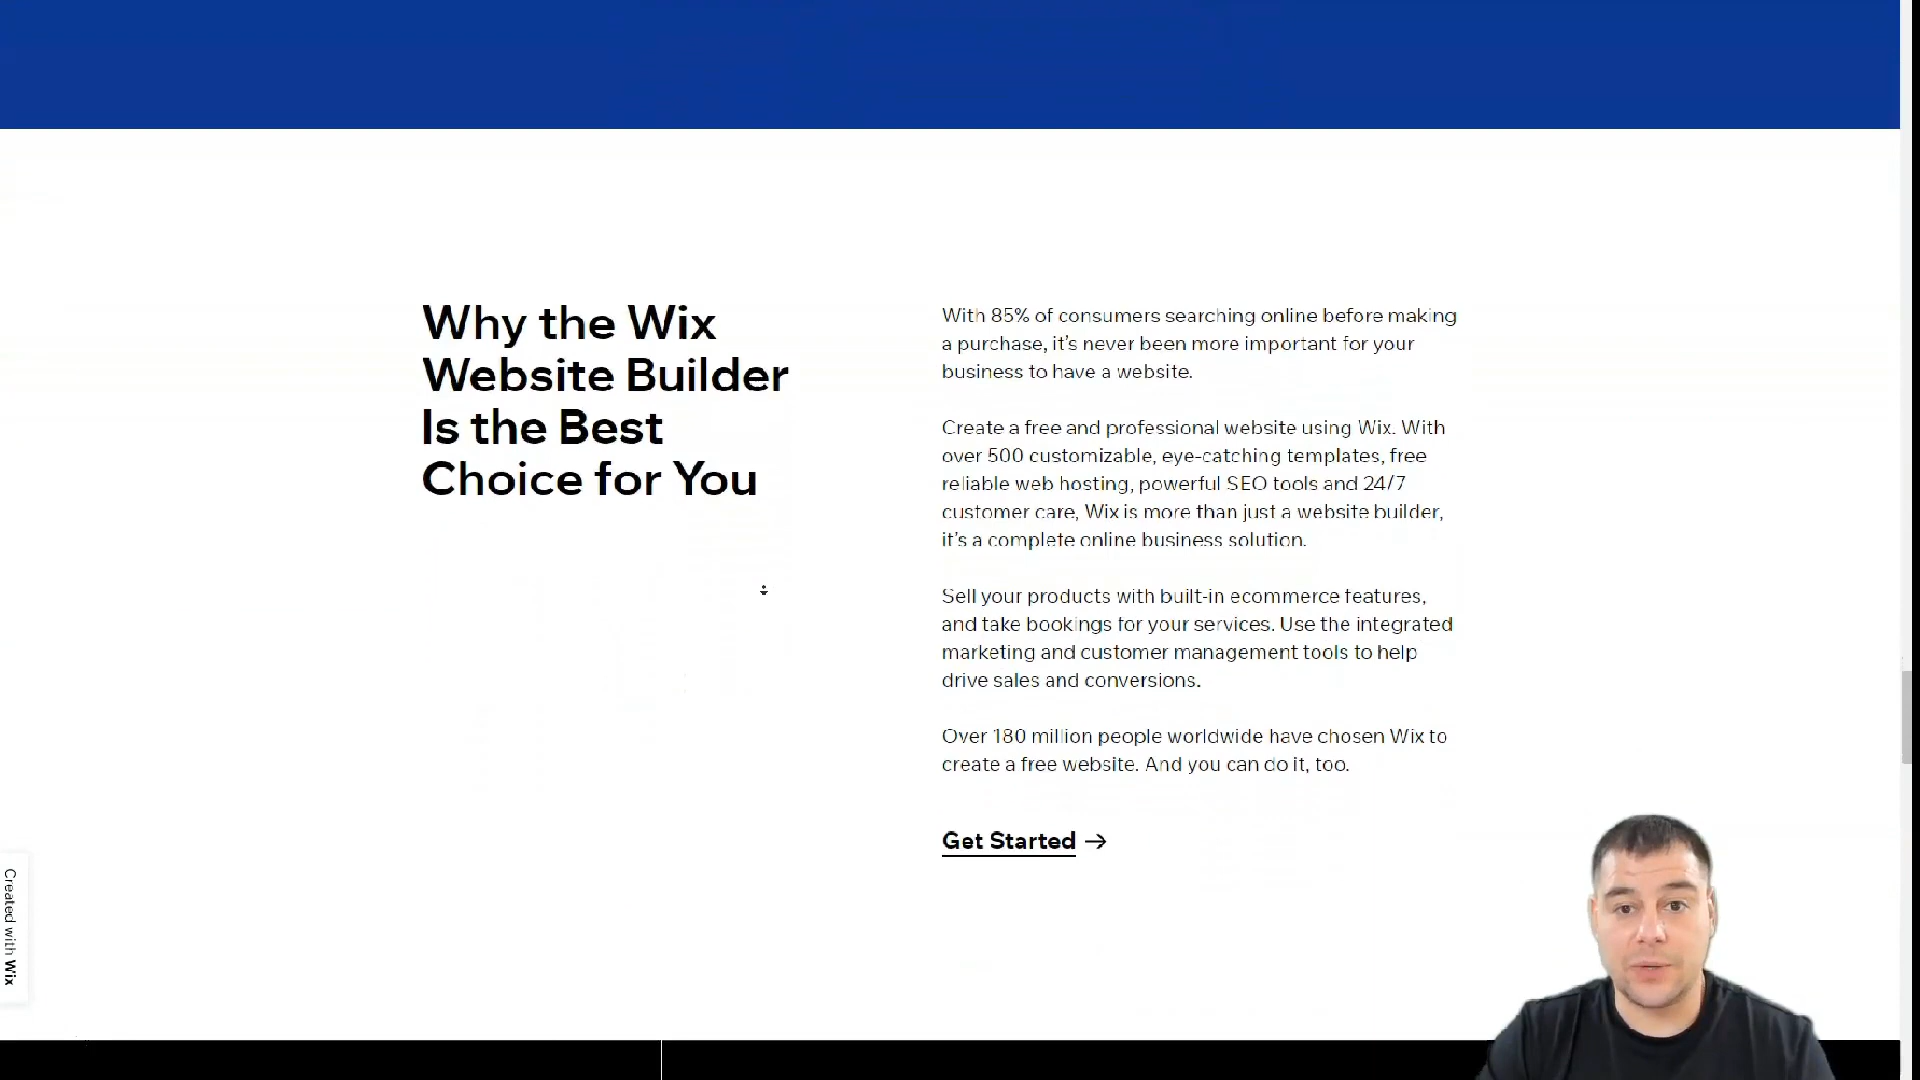 Why the Wix
Website Builder
Is the Best
Choice for You
With 85% of consumers searching online before making
a purchase, it's never been more important for your
business to have a website.
Create a free and professional website using Wix. With
over 500 customizable, eye-catching templates, free
reliable web hosting, powerful SEO tools and 24/7
customer care, Wix is more than just a website builder,
it's a complete online business solution.
Sell your products with built-in ecommerce features,
and take bookings for your services. Use the integrated
marketing and customer management tools to help
drive sales and conversions.
Over 180 million people worldwide have chosen Wix to
create a free website. And you can do it, too.
Get Started →
Created with Wix